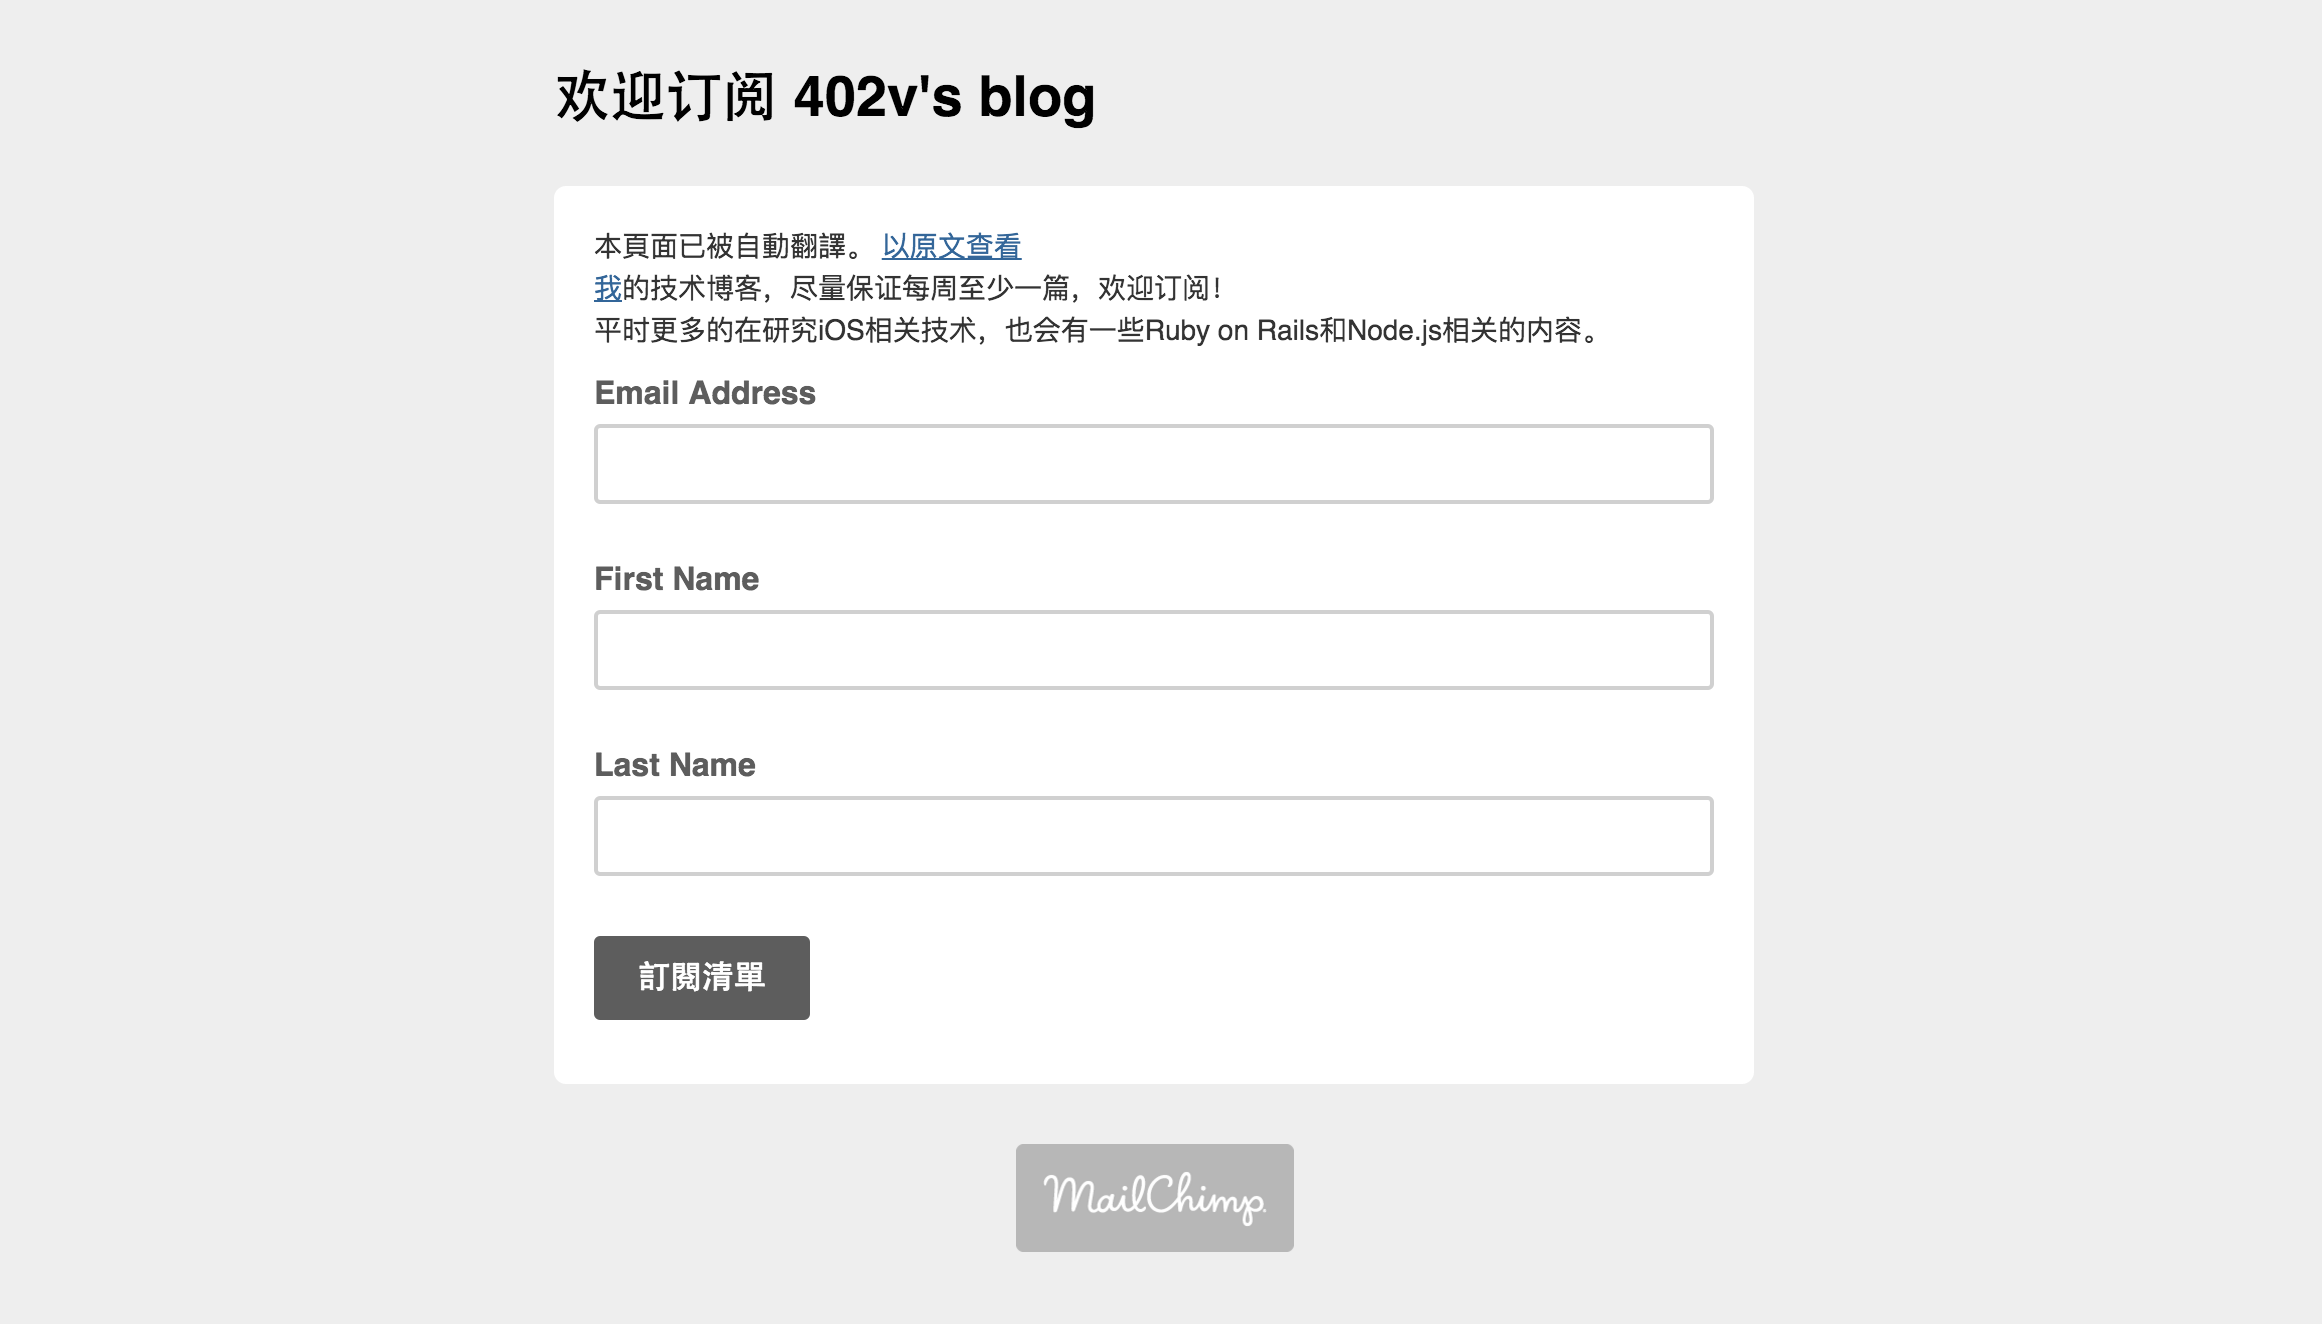 欢迎订阅 402v's blog
本頁面已被自動翻譯。 以原文查看
我的技术博客，尽量保证每周至少一篇，欢迎订阅！
平时更多的在研究iOS相关技术，也会有一些Ruby on Rails和Node.js相关的内容。
Email Address
First Name
Last Name
訂閱清單
MailChimp.